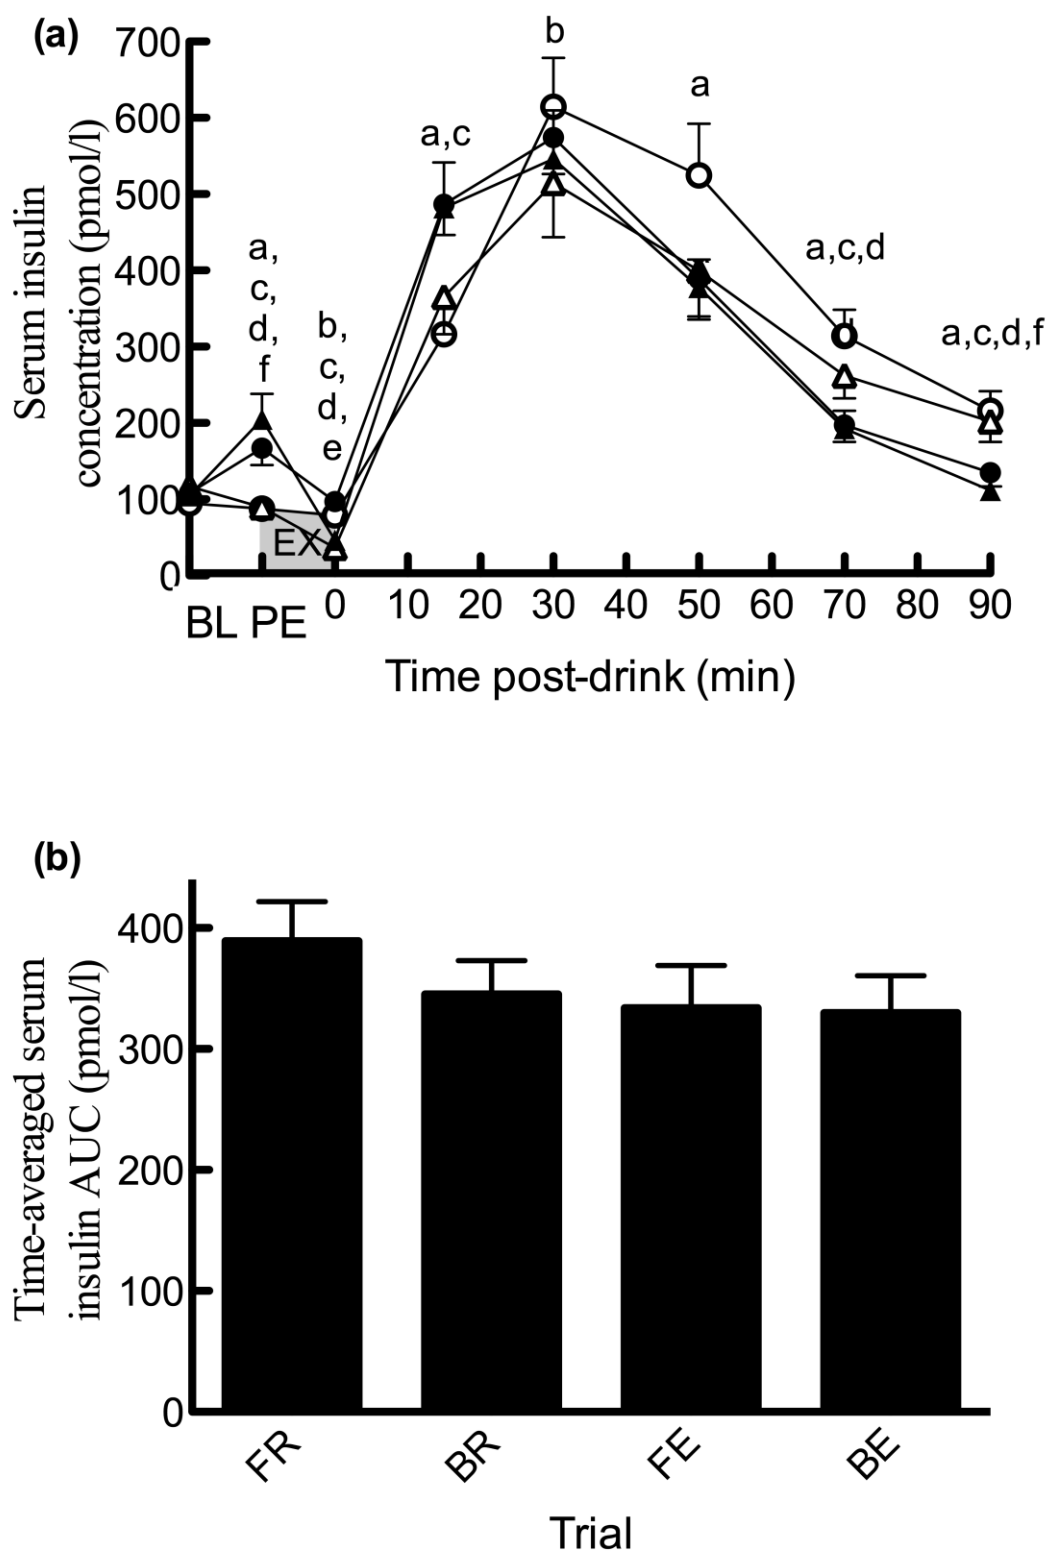 (a)
700
600
500
400
300
200
100
0
Serum insulin
concentration (pmol/l)
a,
c,
d,
f
b,
c,
d,
e
a,c
b
a
a,c,d
a,c,d,f
EX
BL PE 0 10 20 30 40 50 60 70 80 90
Time post-drink (min)
(b)
400
300
200
100
0
Time-averaged serum
insulin AUC (pmol/l)
FR BR FE BE
Trial